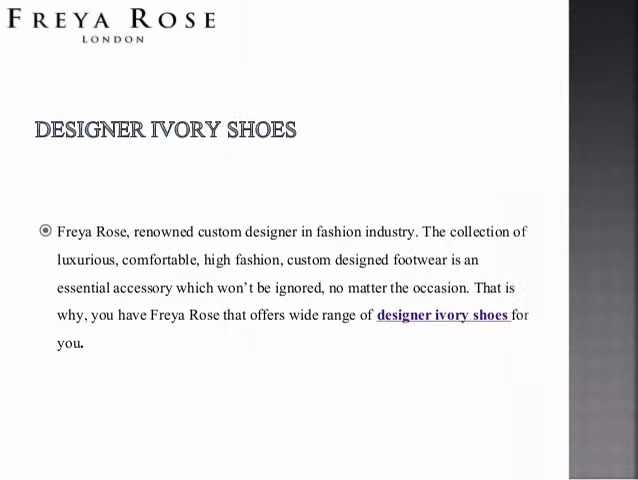 FREYA ROSE
LONDON
DESIGNER IVORY SHOES
Freya Rose, renowned custom designer in fashion industry. The collection of
luxurious, comfortable, high fashion, custom designed footwear is an
essential accessory which won't be ignored, no matter the occasion. That is
why, you have Freya Rose that offers wide range of designer ivory shoes for
you.